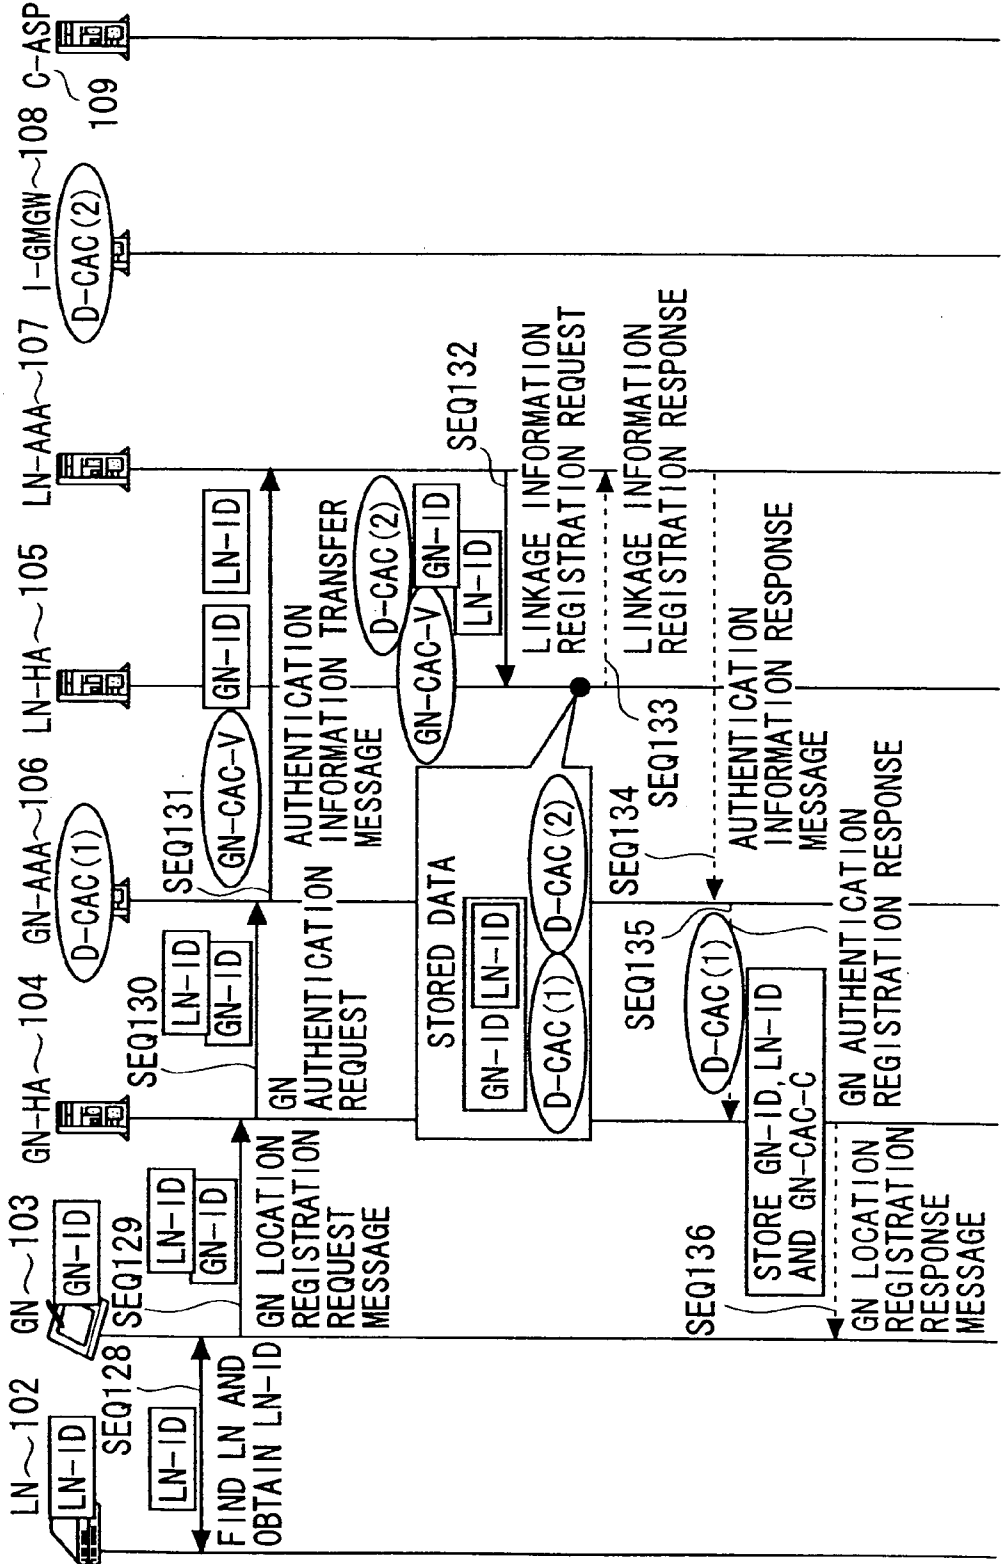 LN~102
LN-ID
GN~103
GN-ID
GN-HA~104
GN-AAA~106
D-CAC(1)
LN-HA~105
LN-AAA~107
I-GMGW~108
D-CAC(2)
C-ASP
109
SEQ128
LN-ID
FIND LN AND
OBTAIN LN-ID
SEQ129
LN-ID
GN-ID
GN LOCATION
REGISTRATION
REQUEST
MESSAGE
SEQ130
LN-ID
GN-ID
GN
AUTHENTICATION
REQUEST
SEQ131
GN-CAC-V
GN-ID
LN-ID
AUTHENTICATION
INFORMATION TRANSFER
MESSAGE
SEQ132
D-CAC(2)
GN-CAC-V
GN-ID
LN-ID
LINKAGE INFORMATION
REGISTRATION REQUEST
STORED DATA
GN-ID
LN-ID
D-CAC(1)
D-CAC(2)
SEQ133
LINKAGE INFORMATION
REGISTRATION RESPONSE
SEQ134
AUTHENTICATION
INFORMATION RESPONSE
MESSAGE
SEQ135
D-CAC(1)
GN AUTHENTICATION
REGISTRATION RESPONSE
STORE GN-ID, LN-ID
AND GN-CAC-C
SEQ136
GN LOCATION
REGISTRATION
RESPONSE
MESSAGE